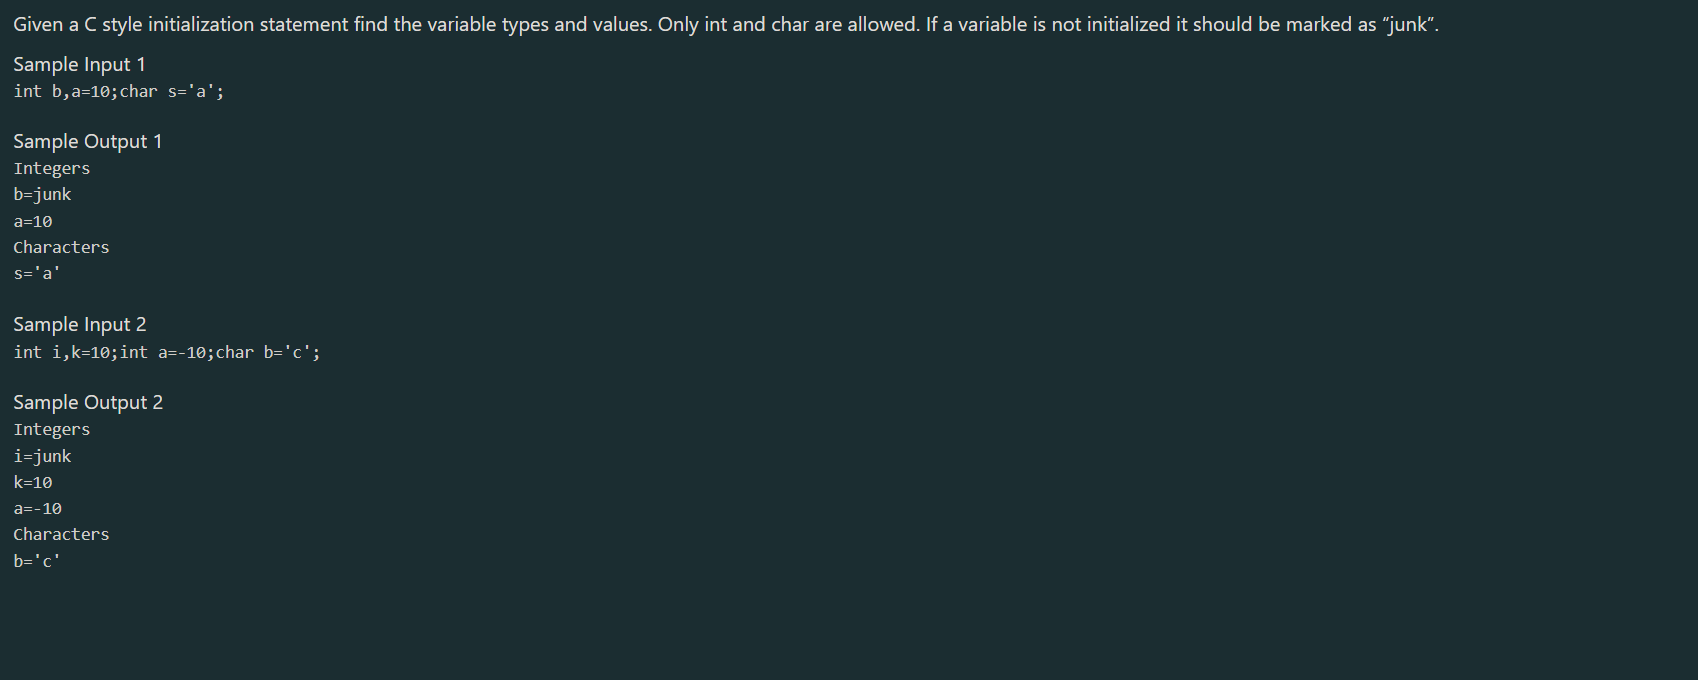 Given a C style initialization statement find the variable types and values. Only int and char are allowed. If a variable is not initialized it should be marked as “junk”.
Sample Input 1
int b,a=10;char s='a';
Sample Output 1
Integers
b=junk
a=10
Characters
s='a'
Sample Input 2
int i,k=10;int a=-10;char b='c';
Sample Output 2
Integers
i=junk
k=10
a=-10
Characters
b='c'